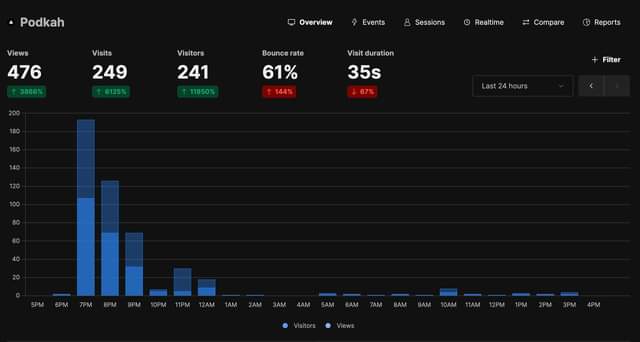 Podkah
Overview Events Sessions Realtime Compare Reports
Views Visits Visitors Bounce rate Visit duration
476 249 241 61% 35s
↑ 3866% ↑ 6125% ↑ 11950% ↑ 144% ↓ 67%
+ Filter
Last 24 hours
200
180
160
140
120
100
80
60
40
20
0
5PM 6PM 7PM 8PM 9PM 10PM 11PM 12AM 1AM 2AM 3AM 4AM 5AM 6AM 7AM 8AM 9AM 10AM 11AM 12PM 1PM 2PM 3PM 4PM
Visitors Views